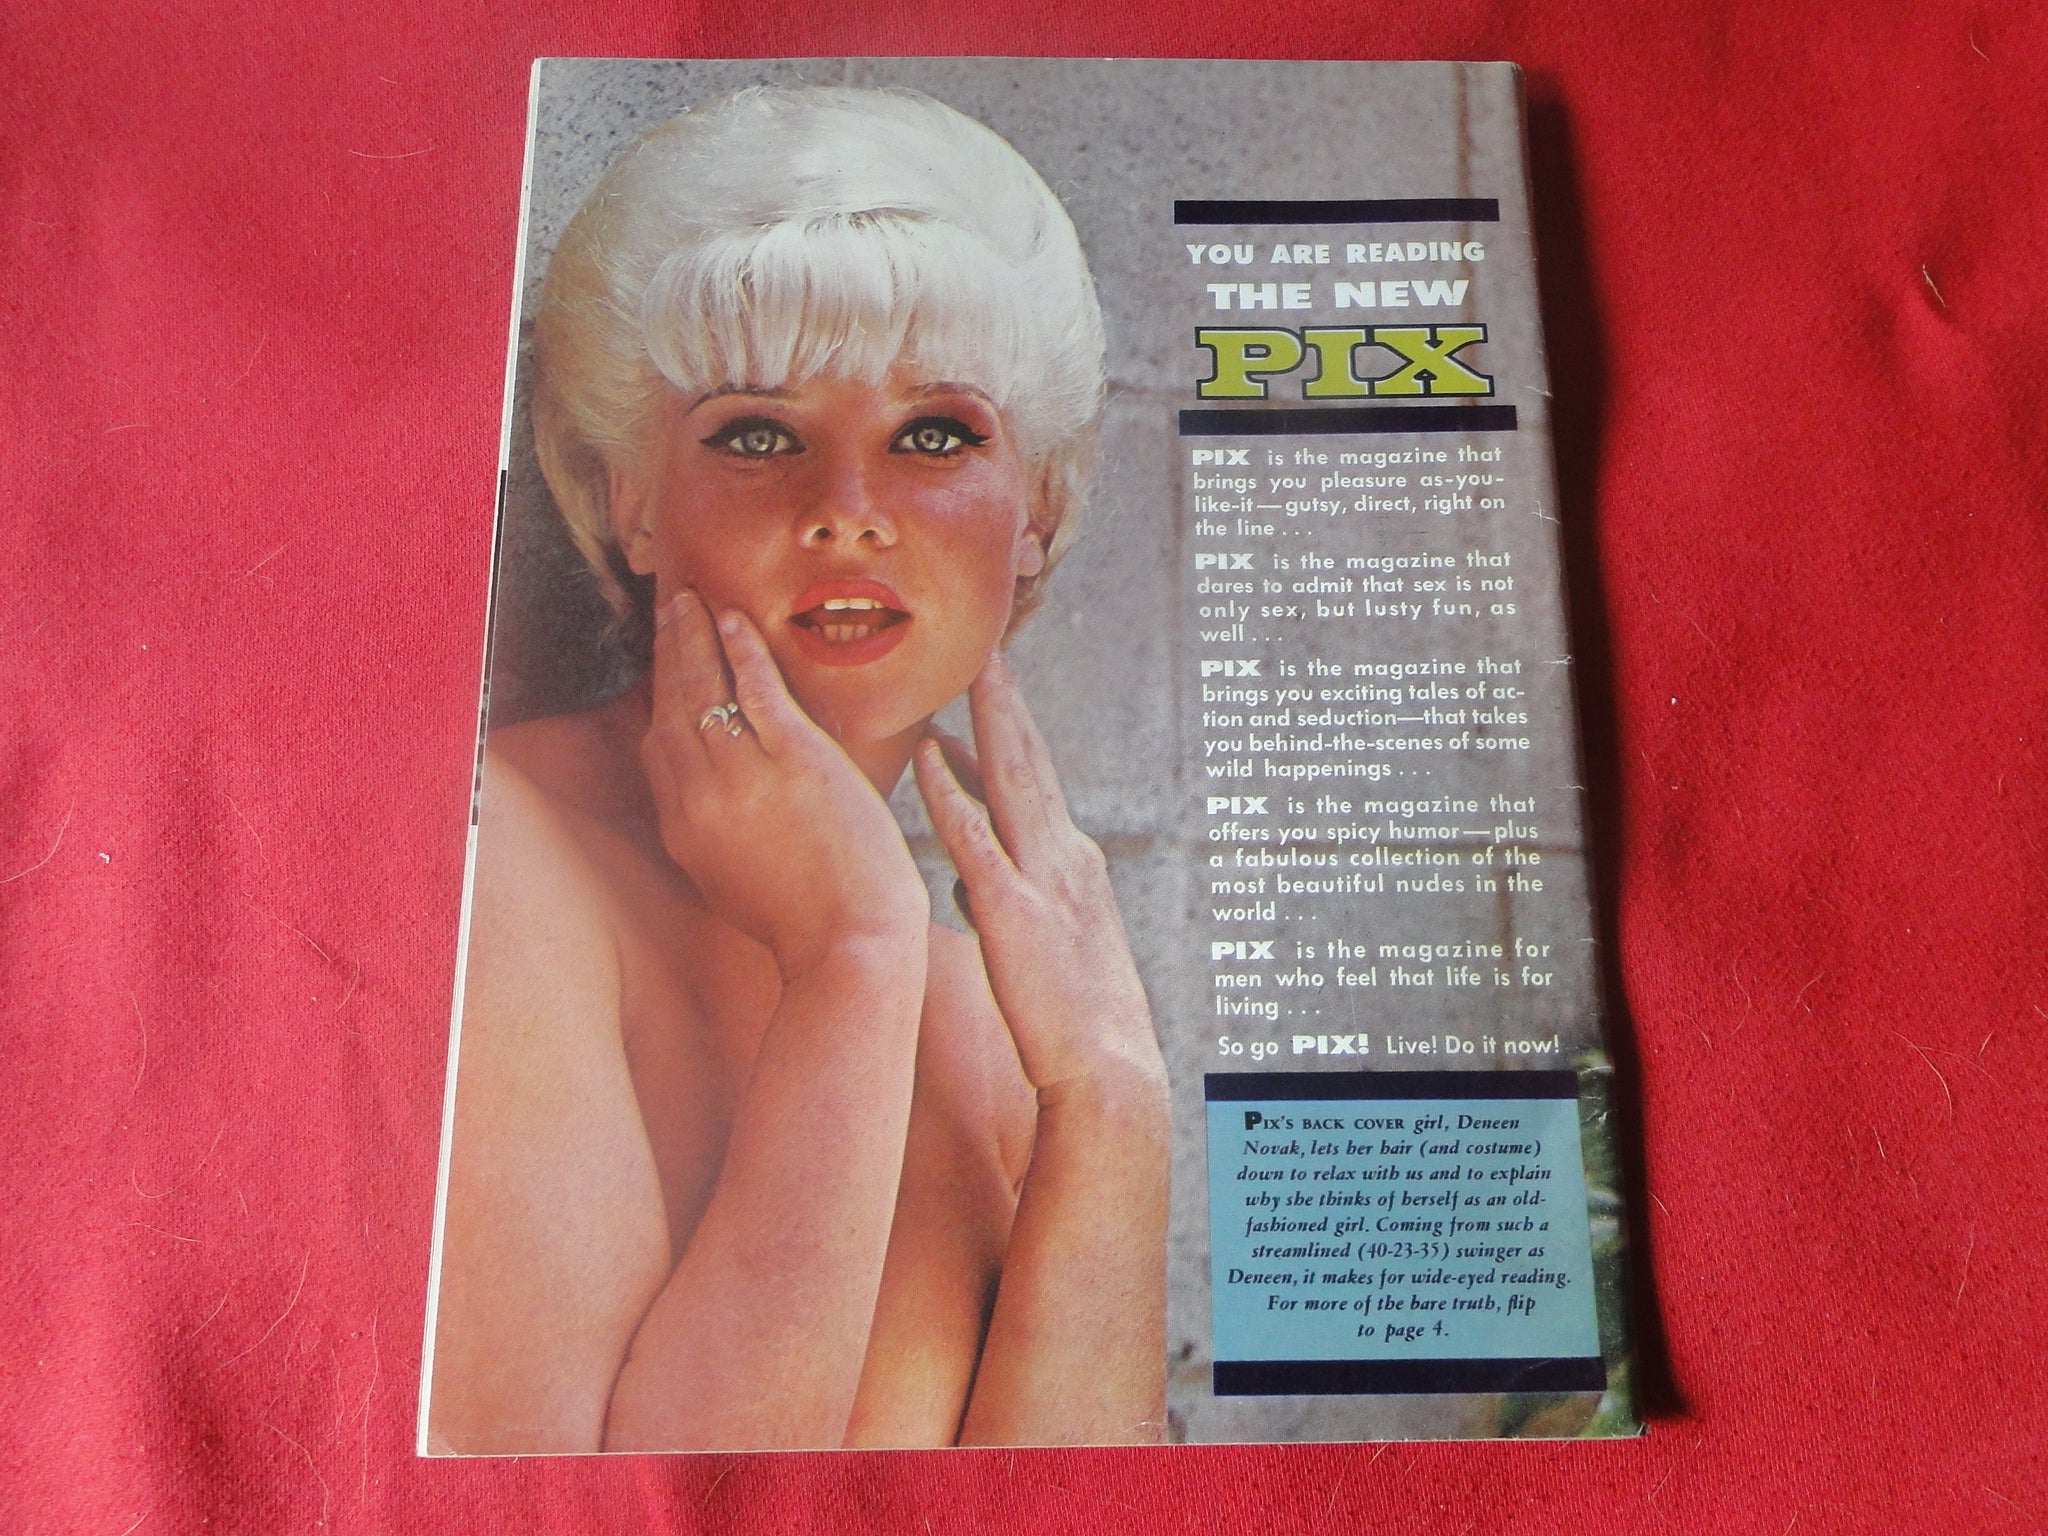 YOU ARE READING
THE NEW
PIX
PIX is the magazine that
brings you pleasure as-you-
like-it—gutsy, direct, right on
the line . . .
PIX is the magazine that
dares to admit that sex is not
only sex, but lusty fun, as
well . . .
PIX is the magazine that
brings you exciting tales of ac-
tion and seduction—that takes
you behind-the-scenes of some
wild happenings . . .
PIX is the magazine that
offers you spicy humor—plus
a fabulous collection of the
most beautiful nudes in the
world . . .
PIX is the magazine for
men who feel that life is for
living . . .
So go PIX! Live! Do it now!
PIX'S BACK COVER girl, Deneen
Novak, lets her hair (and costume)
down to relax with us and to explain
why she thinks of herself as an old-
fashioned girl. Coming from such a
streamlined (40-23-35) swinger as
Deneen, it makes for wide-eyed reading.
For more of the bare truth, flip
to page 4.